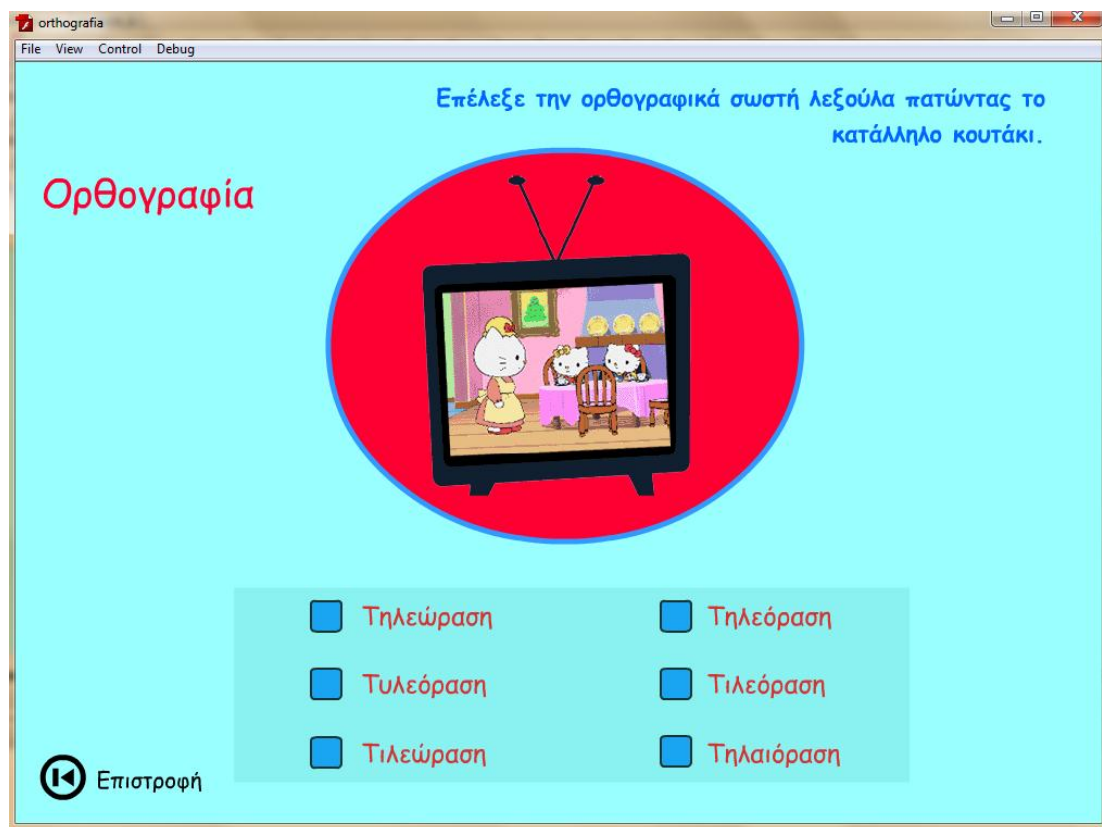 orthografia
File View Control Debug
Επέλεξε την ορθογραφικά σωστή λεξούλα πατώντας το
κατάλληλο κουτάκι.
Ορθογραφία
Τηλεώραση
Τηλεόραση
Τυλεόραση
Τιλεόραση
Τιλεώραση
Τηλαιόραση
Επιστροφή